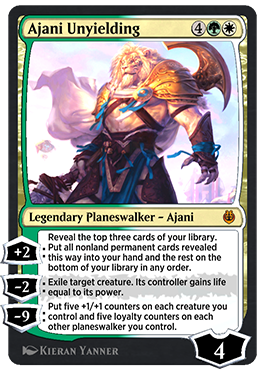 Ajani Unyielding 4
Legendary Planeswalker – Ajani
Reveal the top three cards of your library.
+2: Put all nonland permanent cards revealed
this way into your hand and the rest on the
bottom of your library in any order.
-2: Exile target creature. Its controller gains life
equal to its power.
-9: Put five +1/+1 counters on each creature you
control and five loyalty counters on each
other planeswalker you control.
4
KIERAN YANNER